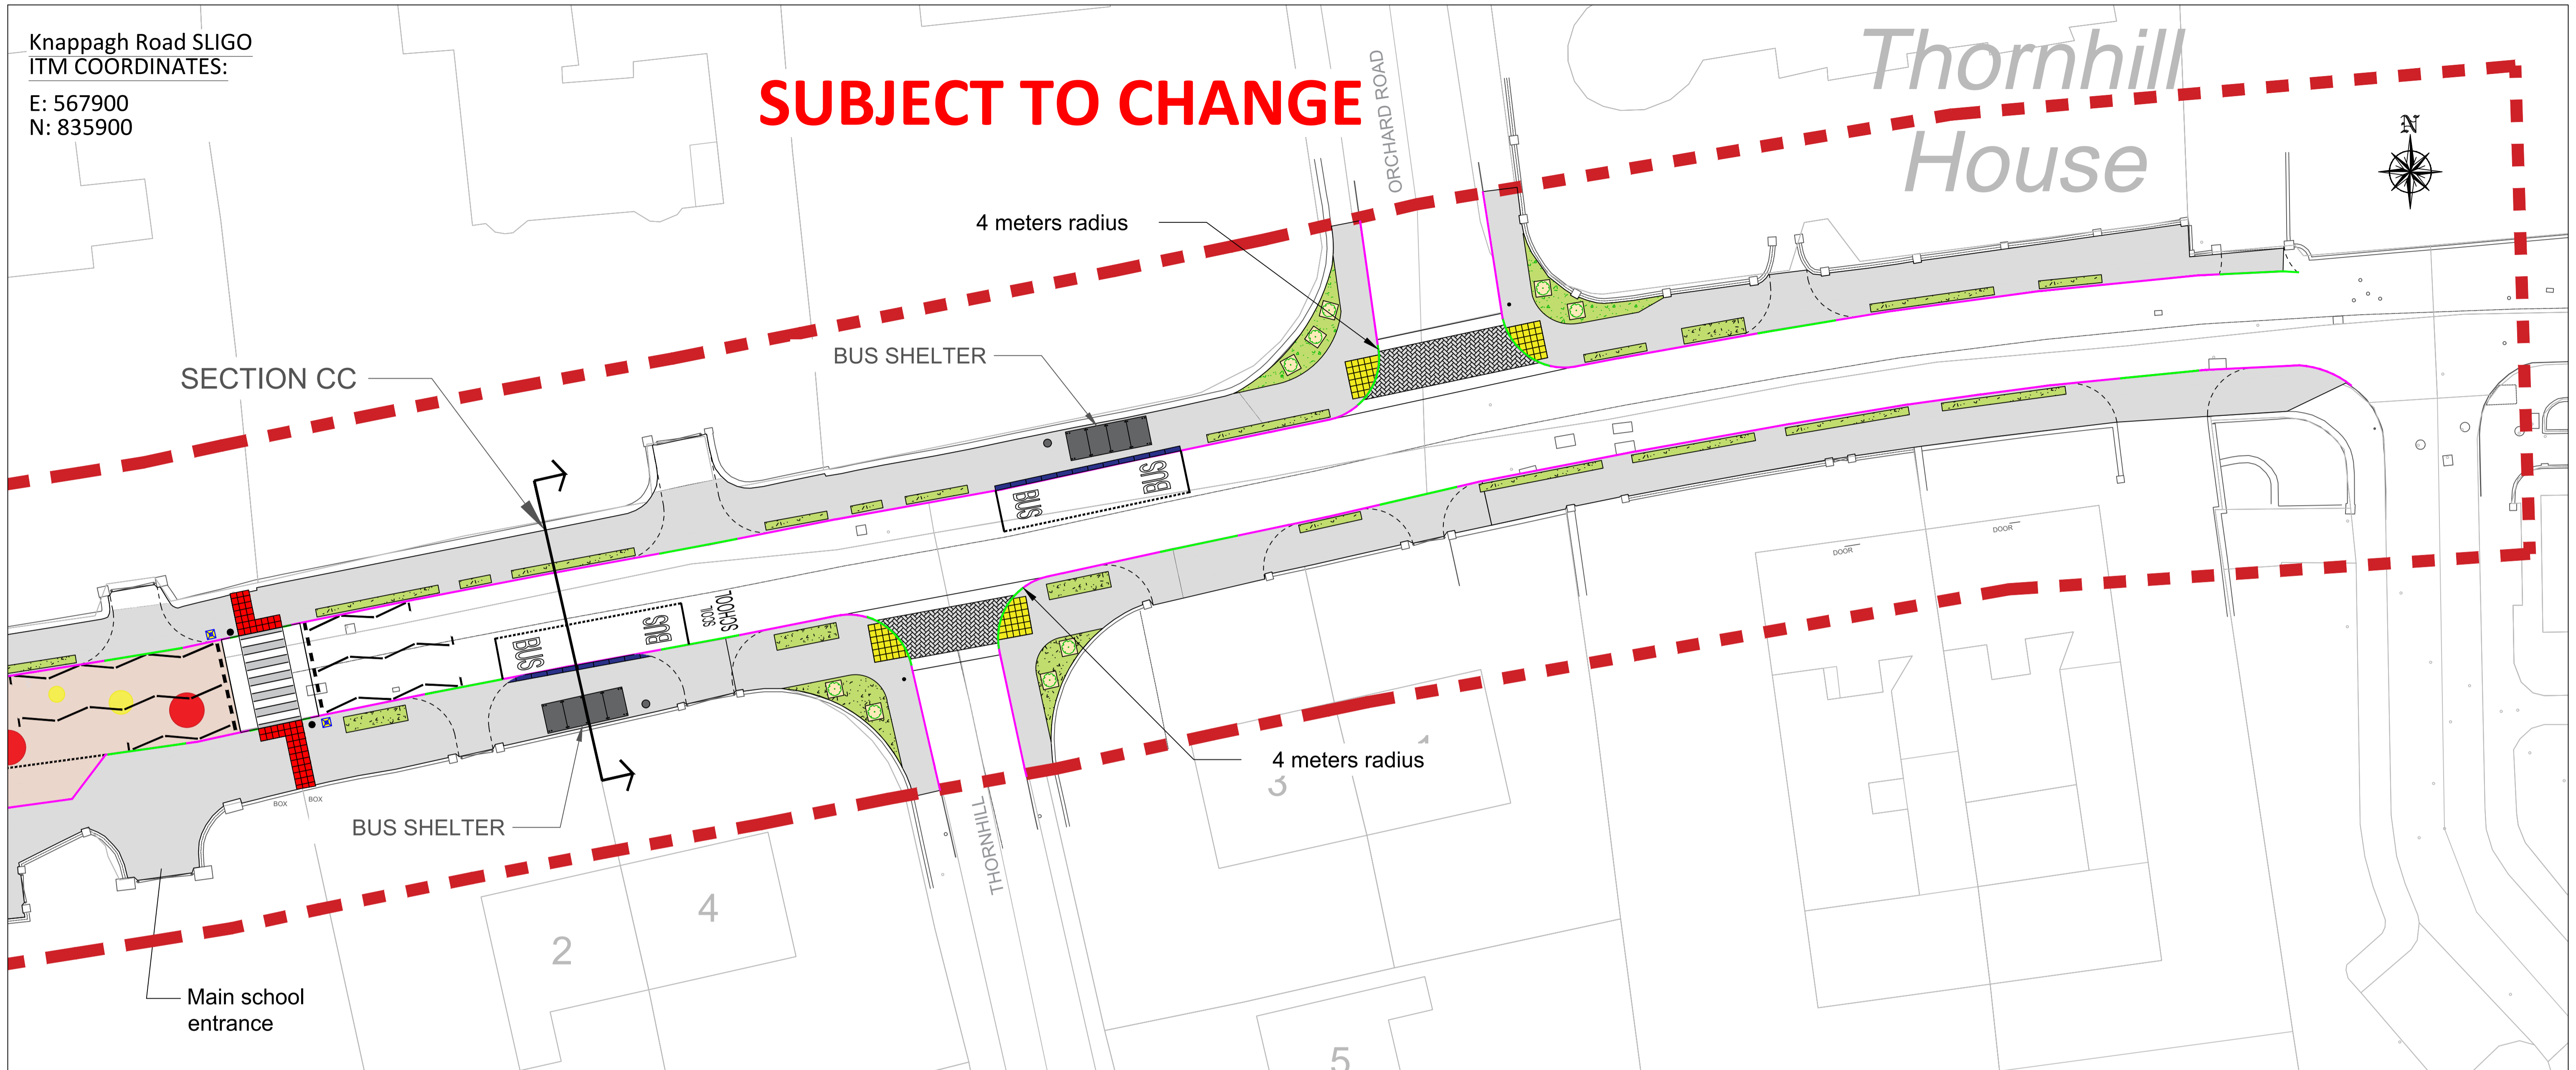 Knappagh Road SLIGO
ITM COORDINATES:
E: 567900
N: 835900
SUBJECT TO CHANGE
ORCHARD ROAD
Thornhill
House
N
4 meters radius
BUS SHELTER
SECTION CC
BUS
BUS
BUS
BUS
SCOIL
SCHOOL
DOOR
DOOR
4 meters radius
3
BOX
BOX
BUS SHELTER
THORNHILL
4
2
Main school
entrance
5